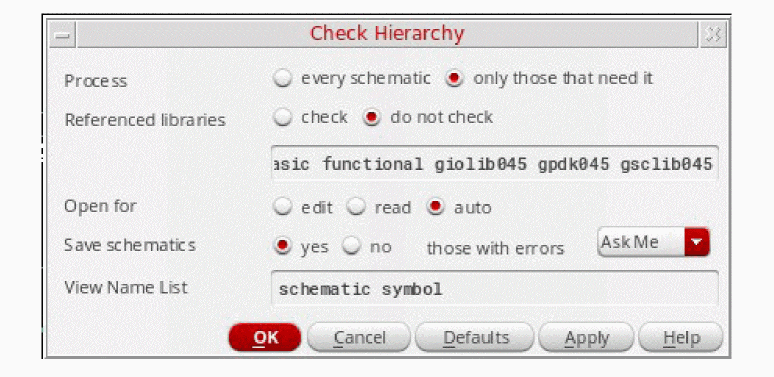 Check Hierarchy
Process every schematic only those that need it
Referenced libraries check do not check
asic functional giolib045 gpdk045 gsclib045
Open for edit read auto
Save schematics yes no those with errors Ask Me
View Name List schematic symbol
OK Cancel Defaults Apply Help